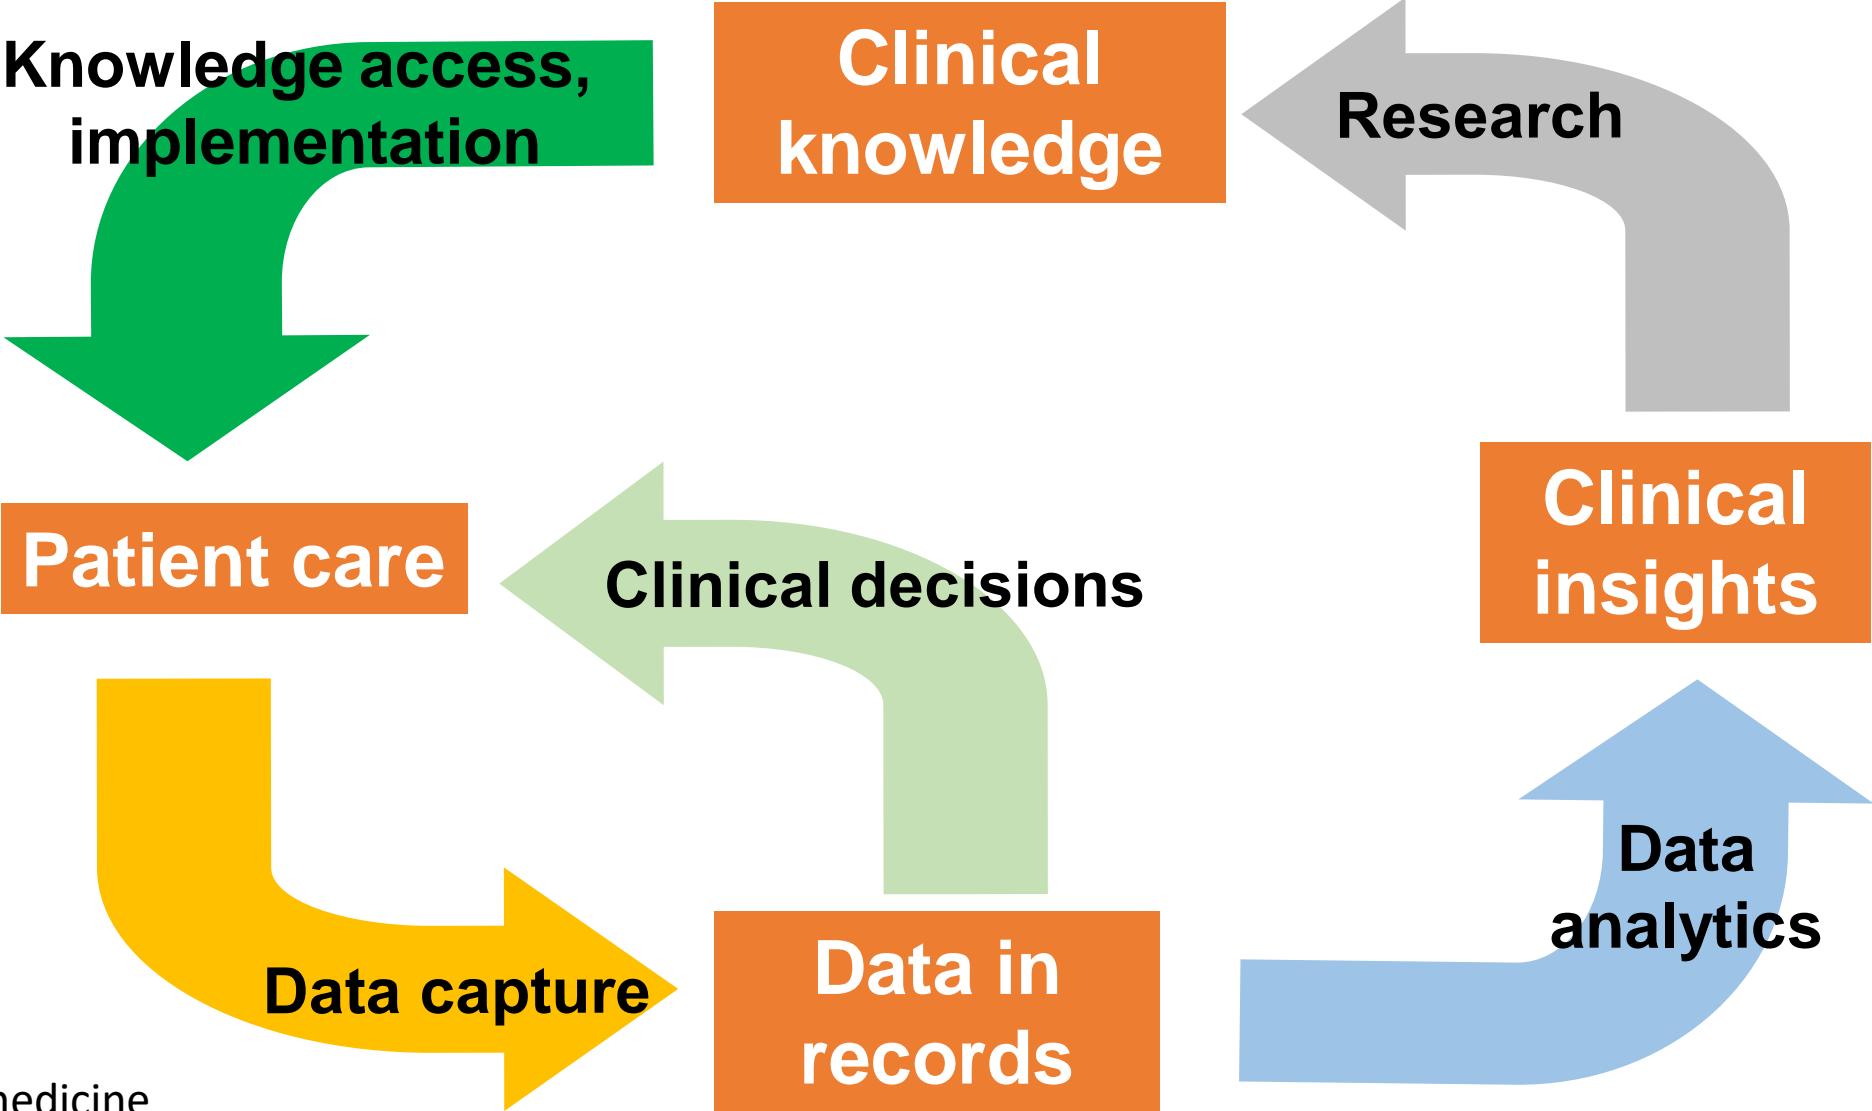 Knowledge access,
implementation
Clinical
knowledge
Research
Patient care
Clinical decisions
Clinical
insights
Data capture
Data in
records
Data
analytics